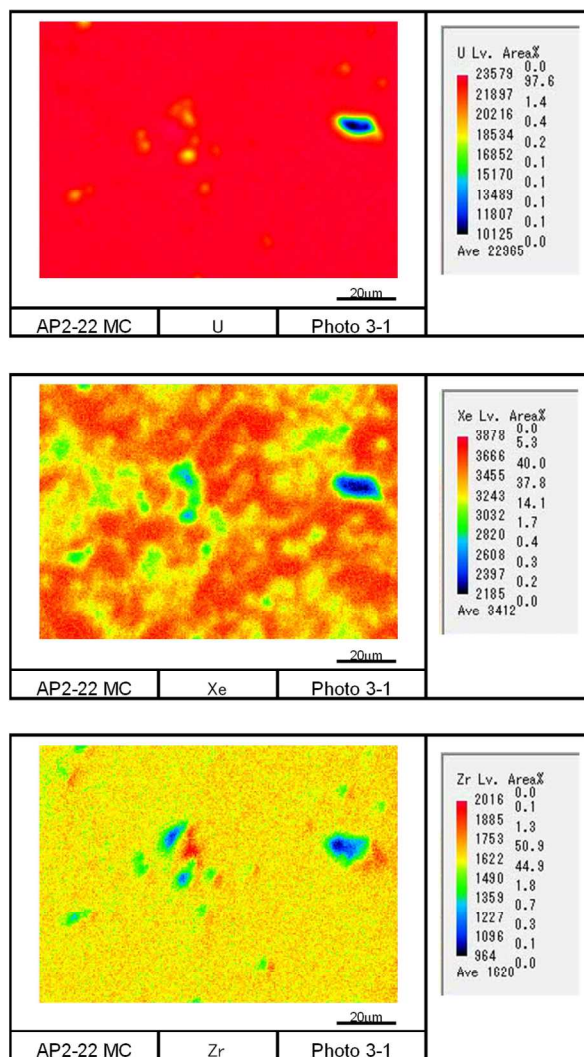 U Lv. Area%
0.0
23579 97.6
21897 1.4
20216 0.4
18534 0.2
16852 0.1
15170 0.1
13489 0.1
11807 0.1
10125 0.0
Ave 22965
20µm
AP2-22 MC U Photo 3-1
Xe Lv. Area%
0.0
3878 5.3
3666 40.0
3455 37.8
3243 14.1
3032 1.7
2820 0.4
2608 0.3
2397 0.2
2185 0.0
Ave 3412
20µm
AP2-22 MC Xe Photo 3-1
Zr Lv. Area%
0.0
2016 0.1
1885 1.3
1753 50.9
1622 44.9
1490 1.8
1359 0.7
1227 0.3
1096 0.1
964 0.0
Ave 1620
20µm
AP2-22 MC Zr Photo 3-1